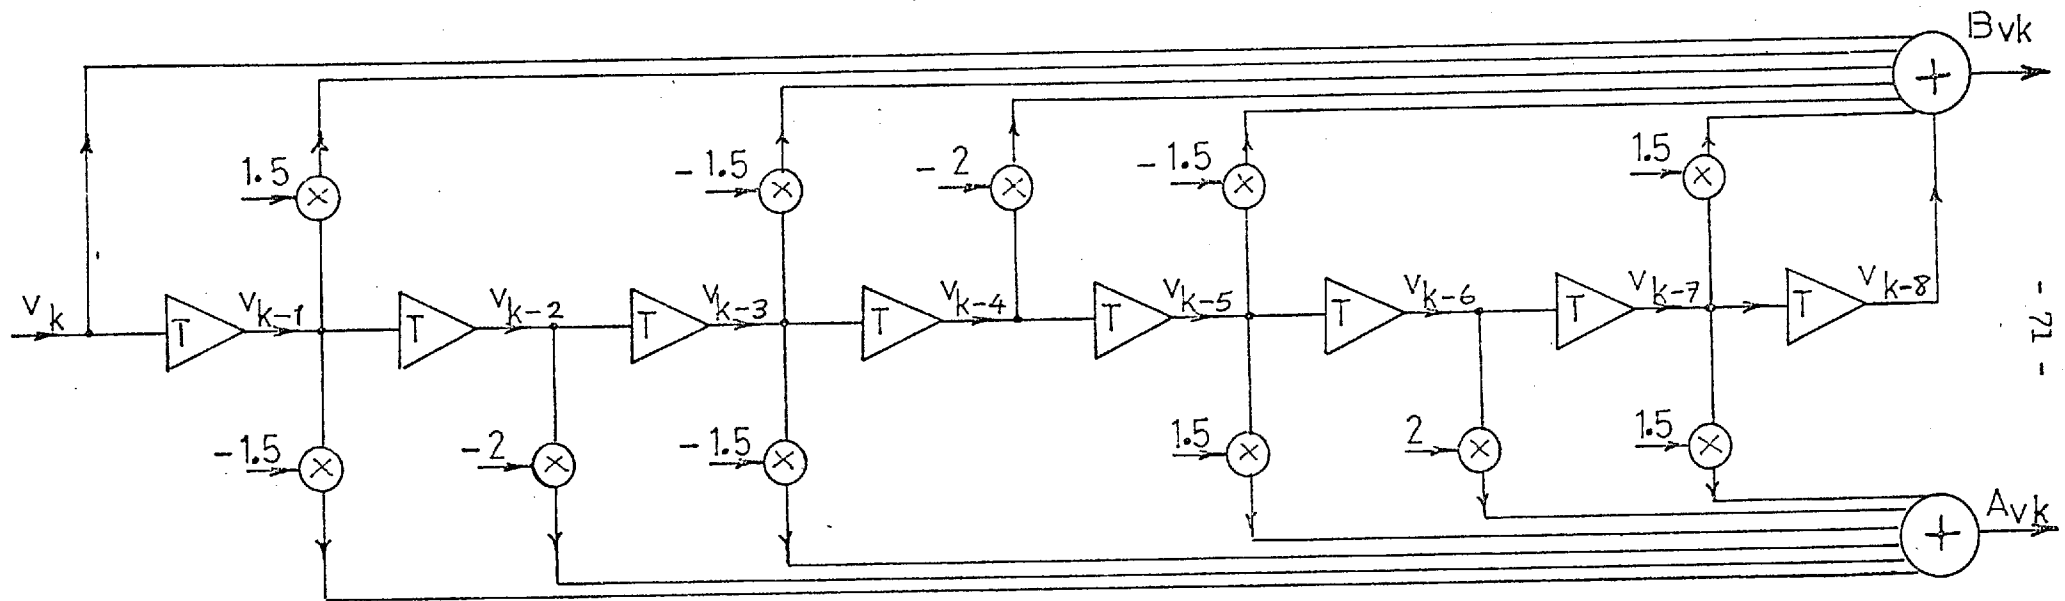 Bvk
+
1.5
- 1.5
- 2
- 1.5
1.5
× × × × ×
vk
vk-1
vk-2
vk-3
vk-4
vk-5
vk-6
vk-7
vk-8
T T T T T T T T
- 1.5
- 2
- 1.5
1.5
2
1.5
× × × × × ×
Avk
+
- 71 -